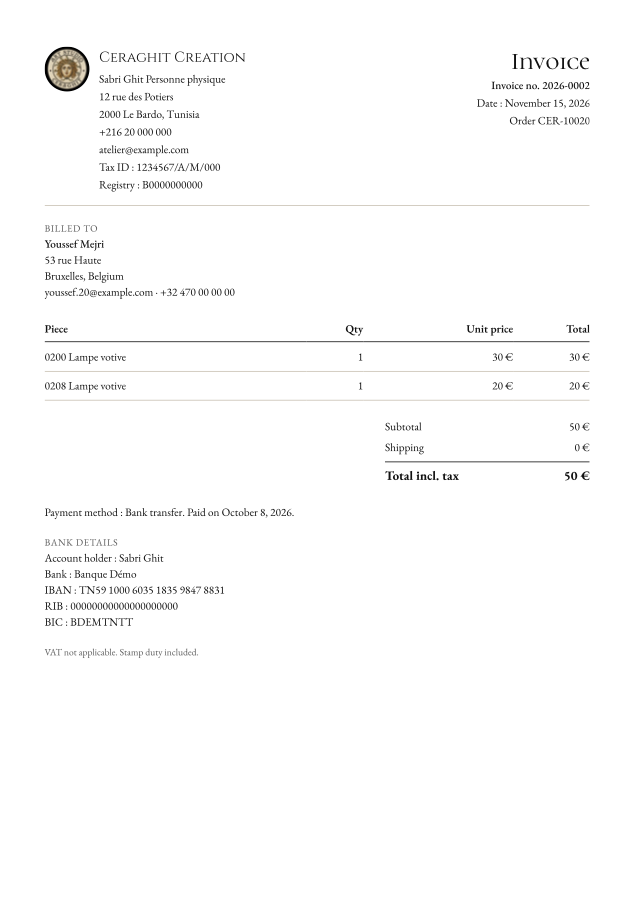 Ceraghit Creation
Sabri Ghit Personne physique
12 rue des Potiers
2000 Le Bardo, Tunisia
+216 20 000 000
atelier@example.com
Tax ID : 1234567/A/M/000
Registry : B0000000000
Invoice
Invoice no. 2026-0002
Date : November 15, 2026
Order CER-10020
BILLED TO
Youssef Mejri
53 rue Haute
Bruxelles, Belgium
youssef.20@example.com · +32 470 00 00 00
Piece Qty Unit price Total
0200 Lampe votive 1 30 € 30 €
0208 Lampe votive 1 20 € 20 €
Subtotal 50 €
Shipping 0 €
Total incl. tax 50 €
Payment method : Bank transfer. Paid on October 8, 2026.
BANK DETAILS
Account holder : Sabri Ghit
Bank : Banque Démo
IBAN : TN59 1000 6035 1835 9847 8831
RIB : 00000000000000000000
BIC : BDEMTNTT
VAT not applicable. Stamp duty included.